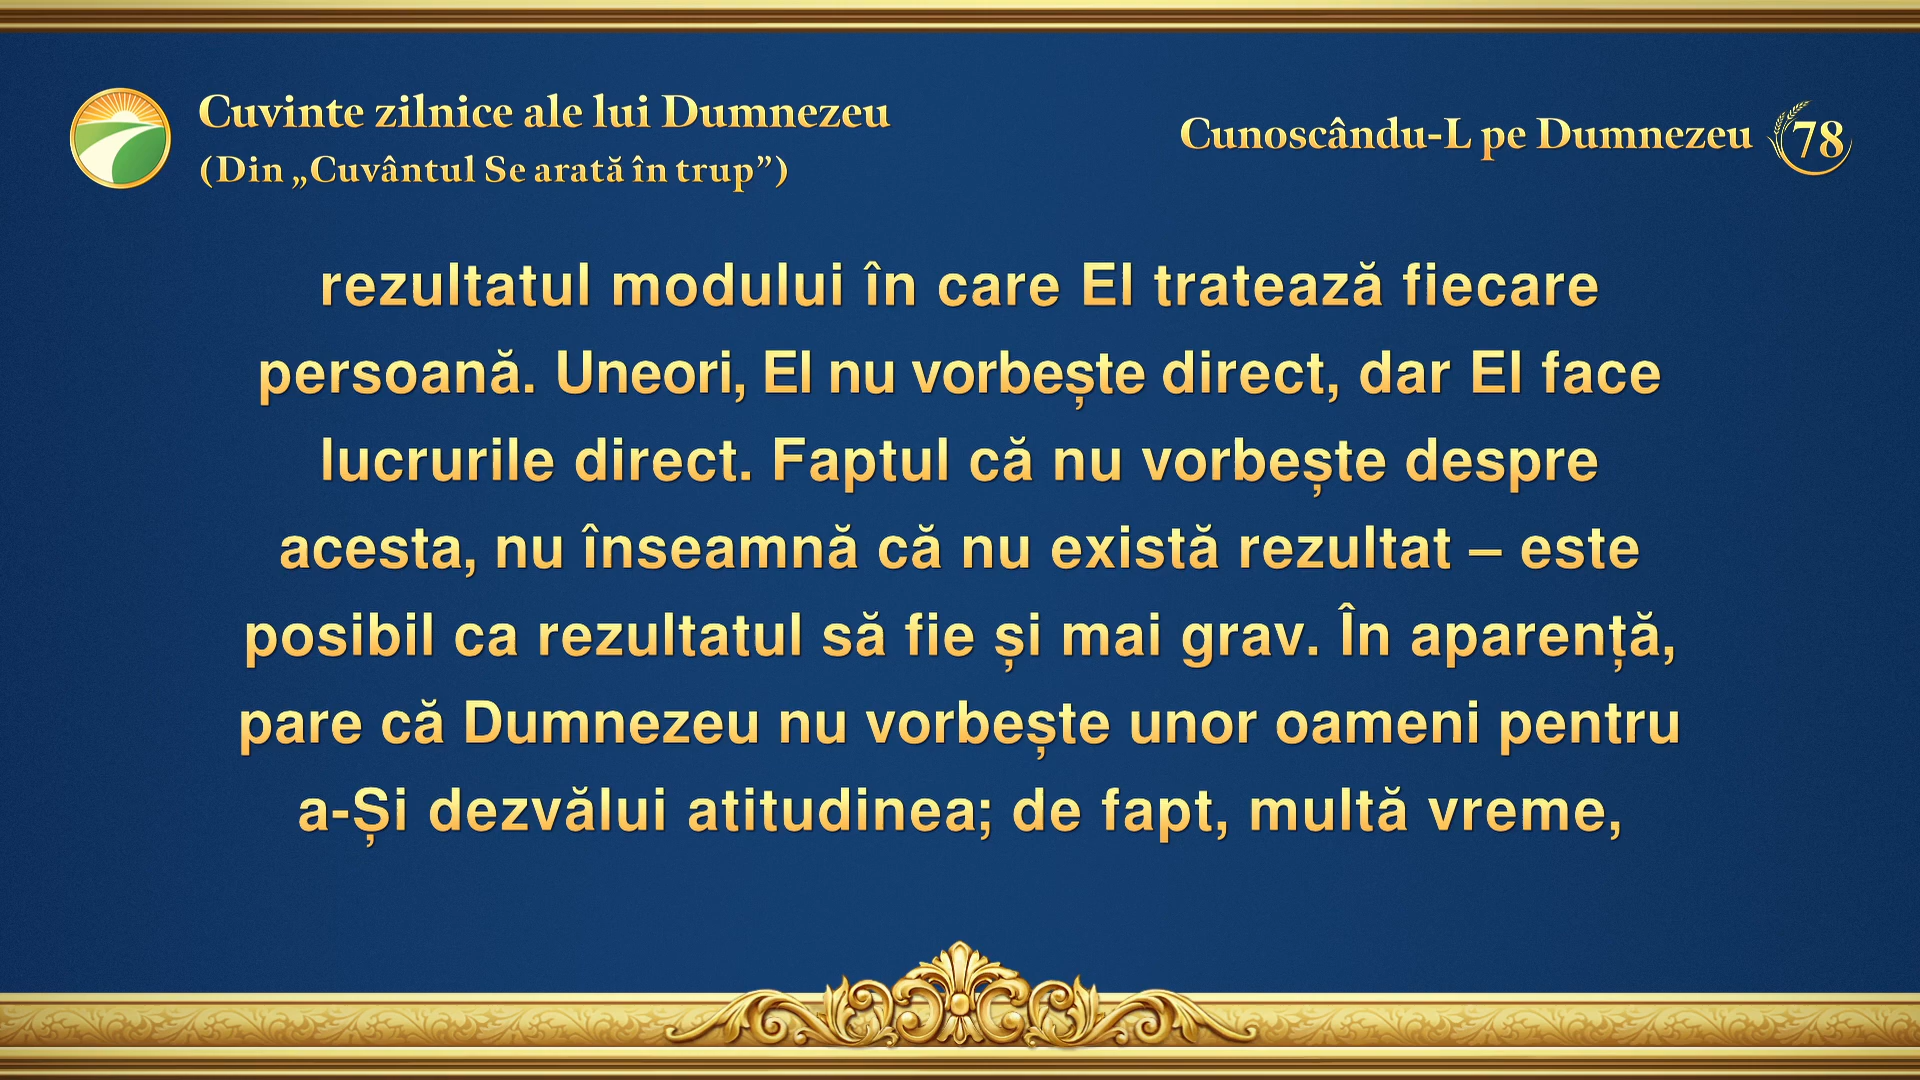 Cuvinte zilnice ale lui Dumnezeu
(Din „Cuvântul Se arată în trup”)
Cunoscându-L pe Dumnezeu 78
rezultatul modului în care El tratează fiecare
persoană. Uneori, El nu vorbește direct, dar El face
lucrurile direct. Faptul că nu vorbește despre
acesta, nu înseamnă că nu există rezultat – este
posibil ca rezultatul să fie și mai grav. În aparență,
pare că Dumnezeu nu vorbește unor oameni pentru
a-Și dezvălui atitudinea; de fapt, multă vreme,